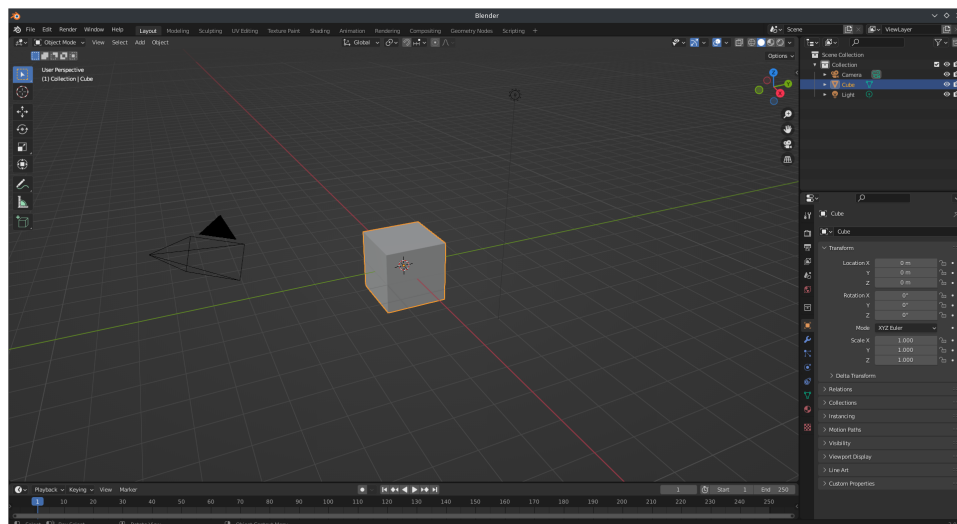 Blender
File Edit Render Window Help Layout Modeling Sculpting UV Editing Texture Paint Shading Animation Rendering Compositing Geometry Nodes Scripting + Scene ViewLayer
Object Mode View Select Add Object Global
Options
User Perspective
(1) Collection | Cube
Z
Y
X
Scene Collection
Collection
Camera
Cube
Light
Cube
Cube
Transform
Location X 0 m
Y 0 m
Z 0 m
Rotation X 0°
Y 0°
Z 0°
Mode XYZ Euler
Scale X 1.000
Y 1.000
Z 1.000
Delta Transform
Relations
Collections
Instancing
Motion Paths
Visibility
Viewport Display
Line Art
Custom Properties
Playback Keying View Marker 1 Start 1 End 250
1 10 20 30 40 50 60 70 80 90 100 110 120 130 140 150 160 170 180 190 200 210 220 230 240 250